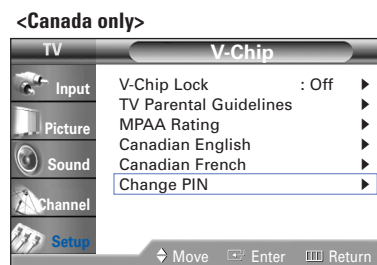 <Canada only>
TV V-Chip
Input
Picture
Sound
Channel
Setup
V-Chip Lock : Off
TV Parental Guidelines
MPAA Rating
Canadian English
Canadian French
Change PIN
Move Enter Return